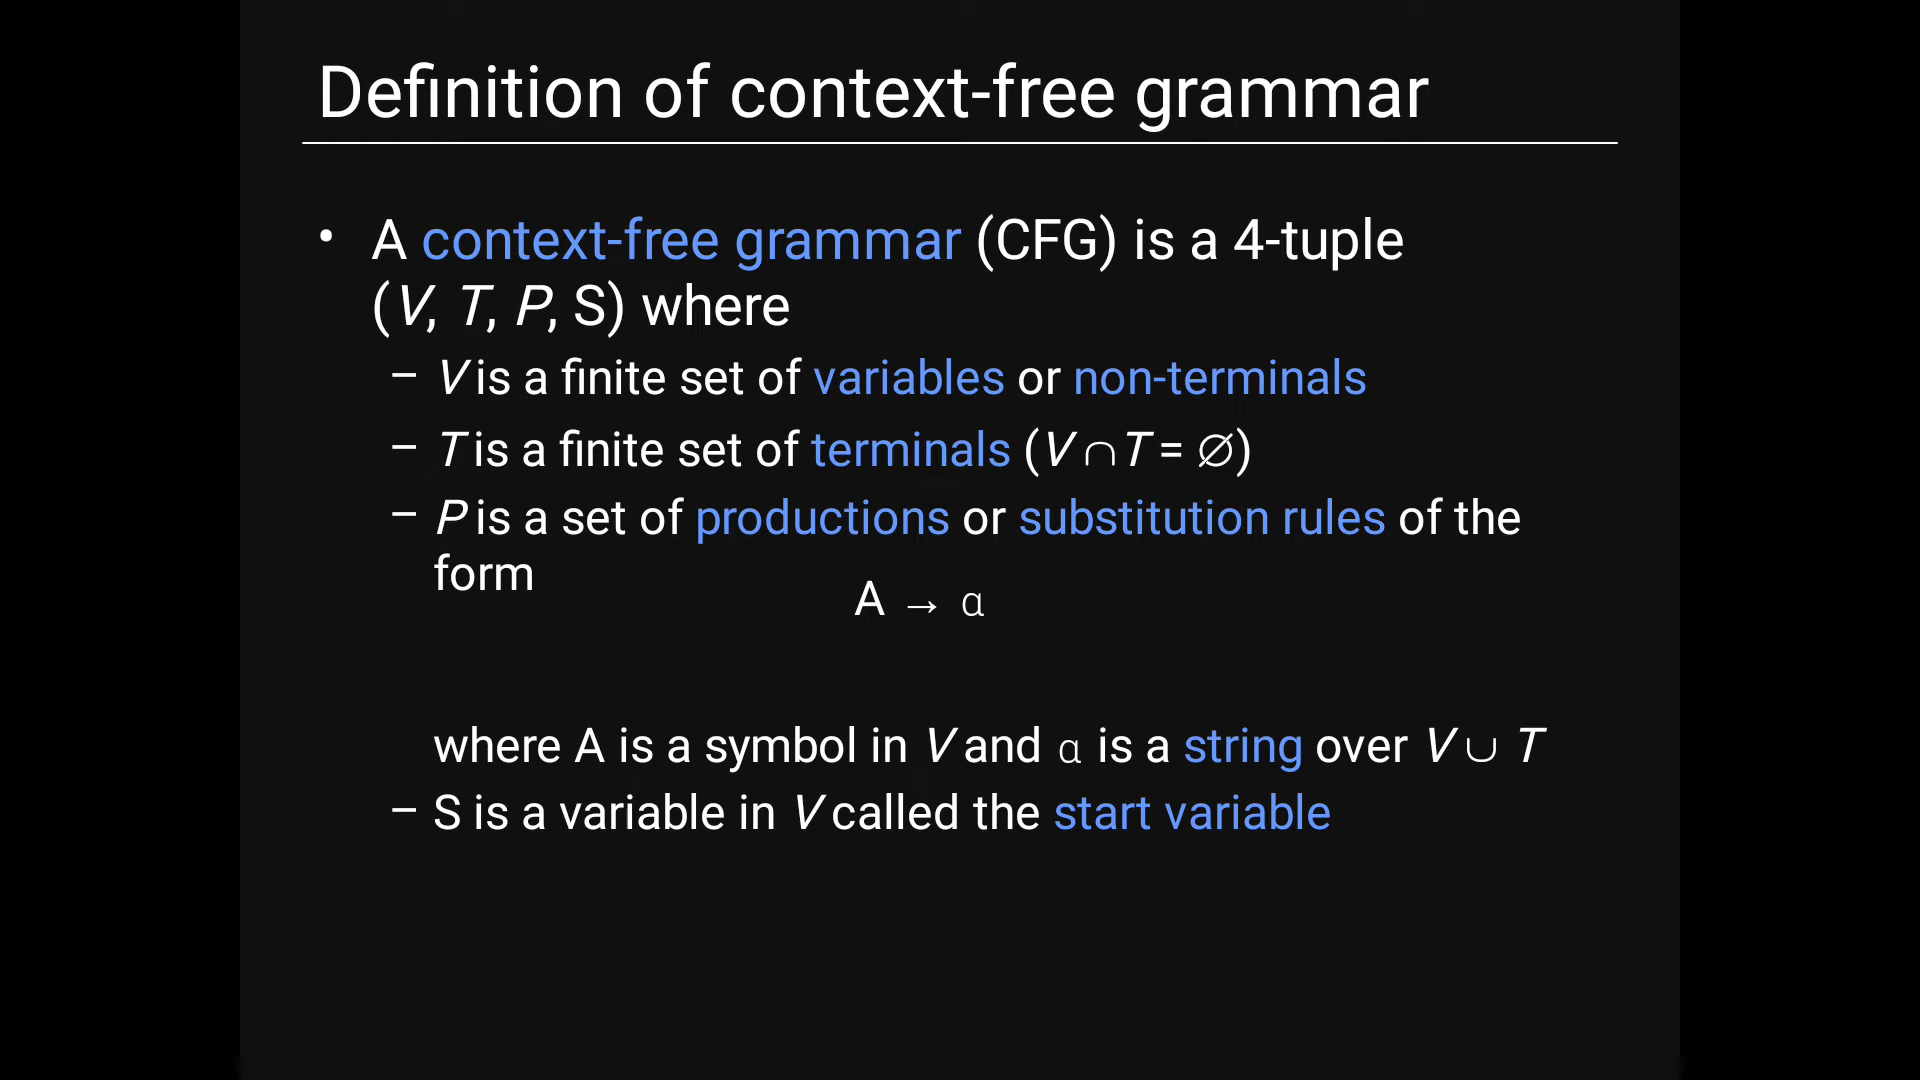 Definition of context-free grammar
• A context-free grammar (CFG) is a 4-tuple
(V, T, P, S) where
– V is a finite set of variables or non-terminals
– T is a finite set of terminals (V ∩ T = ∅)
– P is a set of productions or substitution rules of the
form
A → α
where A is a symbol in V and α is a string over V ∪ T
– S is a variable in V called the start variable